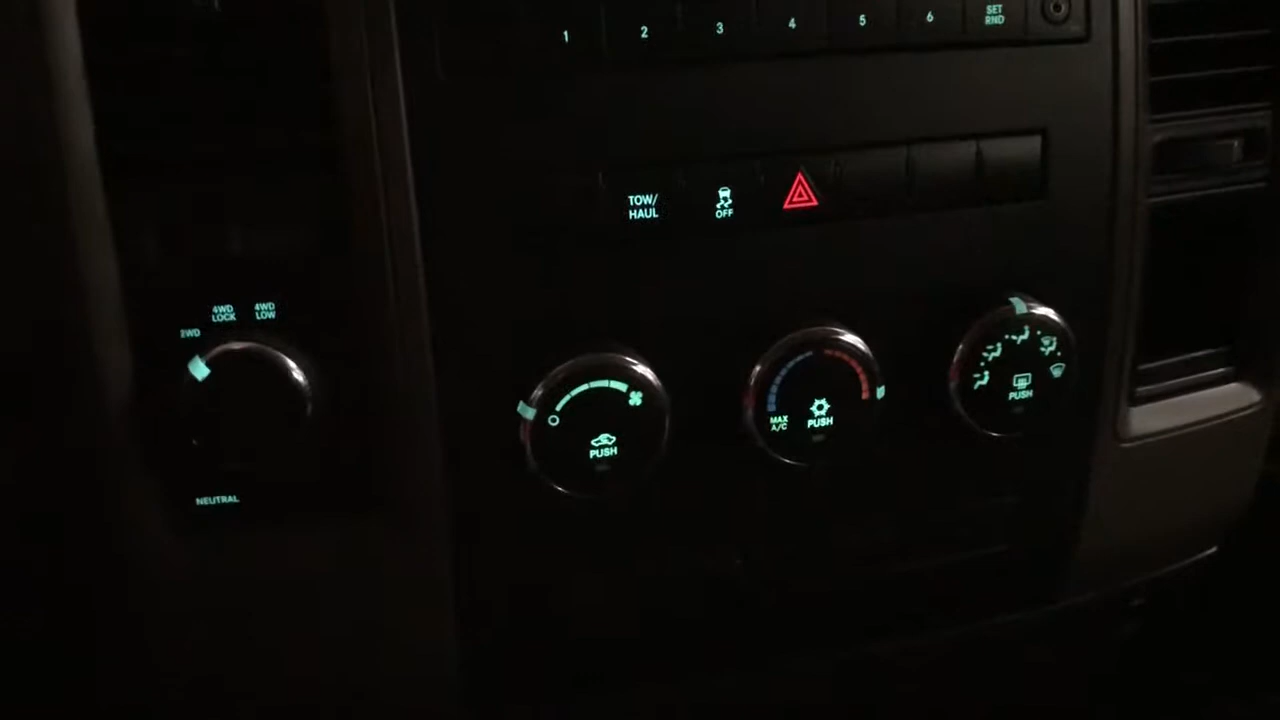 1 2 3 4 5 6 SET
RND
TOW/
HAUL
OFF
2WD
4WD
LOCK
4WD
LOW
NEUTRAL
PUSH
MAX
A/C
PUSH
PUSH